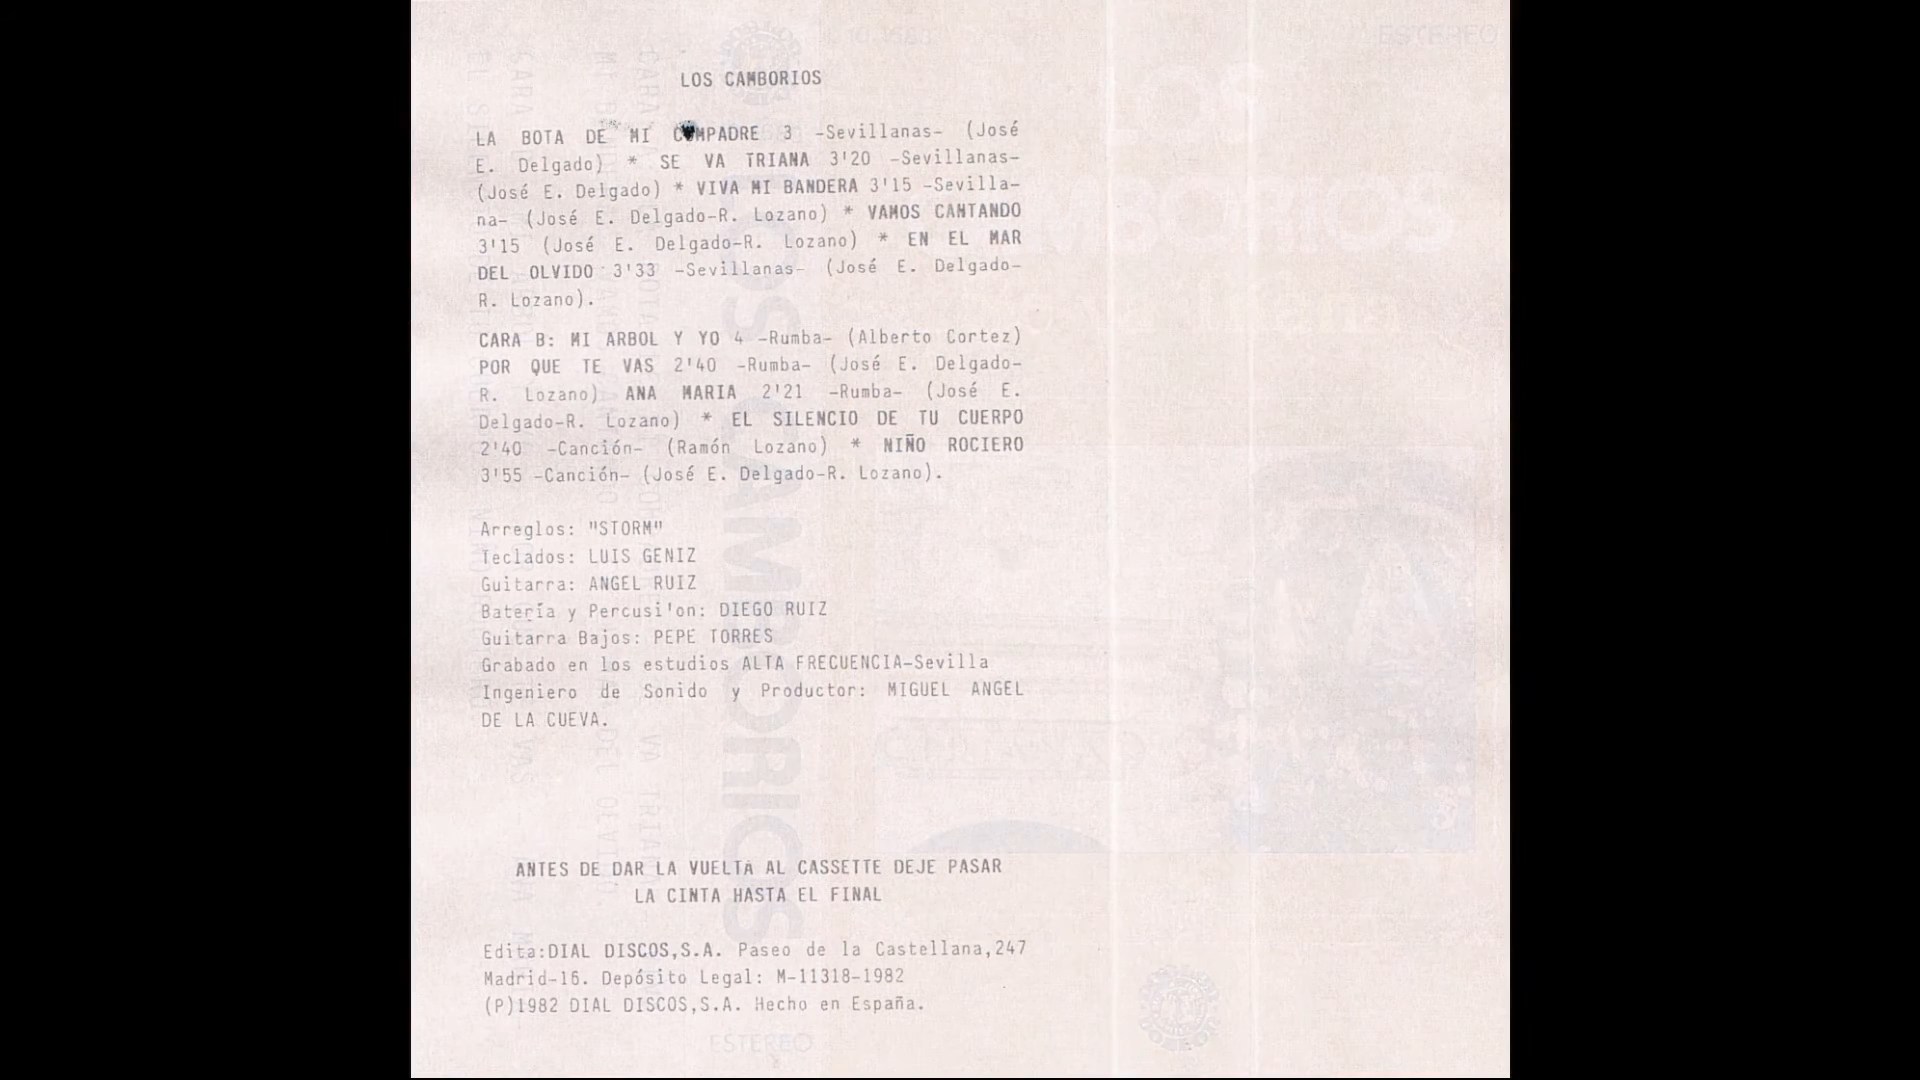 LOS CAMBORIOS
LA BOTA DE MI COMPADRE 3 -Sevillanas- (José
E. Delgado) * SE VA TRIANA 3'20 -Sevillanas-
(José E. Delgado) * VIVA MI BANDERA 3'15 -Sevilla-
na- (José E. Delgado-R. Lozano) * VAMOS CANTANDO
3'15 (José E. Delgado-R. Lozano) * EN EL MAR
DEL OLVIDO 3'33 -Sevillanas- (José E. Delgado-
R. Lozano).
CARA B: MI ARBOL Y YO 4 -Rumba- (Alberto Cortez)
POR QUE TE VAS 2'40 -Rumba- (José E. Delgado-
R. Lozano) ANA MARIA 2'21 -Rumba- (José E.
Delgado-R. Lozano) * EL SILENCIO DE TU CUERPO
2'40 -Canción- (Ramón Lozano) * NIÑO ROCIERO
3'55 -Canción- (José E. Delgado-R. Lozano).
Arreglos: "STORM"
Teclados: LUIS GENIZ
Guitarra: ANGEL RUIZ
Batería y Percusi'on: DIEGO RUIZ
Guitarra Bajos: PEPE TORRES
Grabado en los estudios ALTA FRECUENCIA-Sevilla
Ingeniero de Sonido y Productor: MIGUEL ANGEL
DE LA CUEVA.
ANTES DE DAR LA VUELTA AL CASSETTE DEJE PASAR
LA CINTA HASTA EL FINAL
Edita:DIAL DISCOS,S.A. Paseo de la Castellana,247
Madrid-16. Depósito Legal: M-11318-1982
(P)1982 DIAL DISCOS,S.A. Hecho en España.
ESTEREO